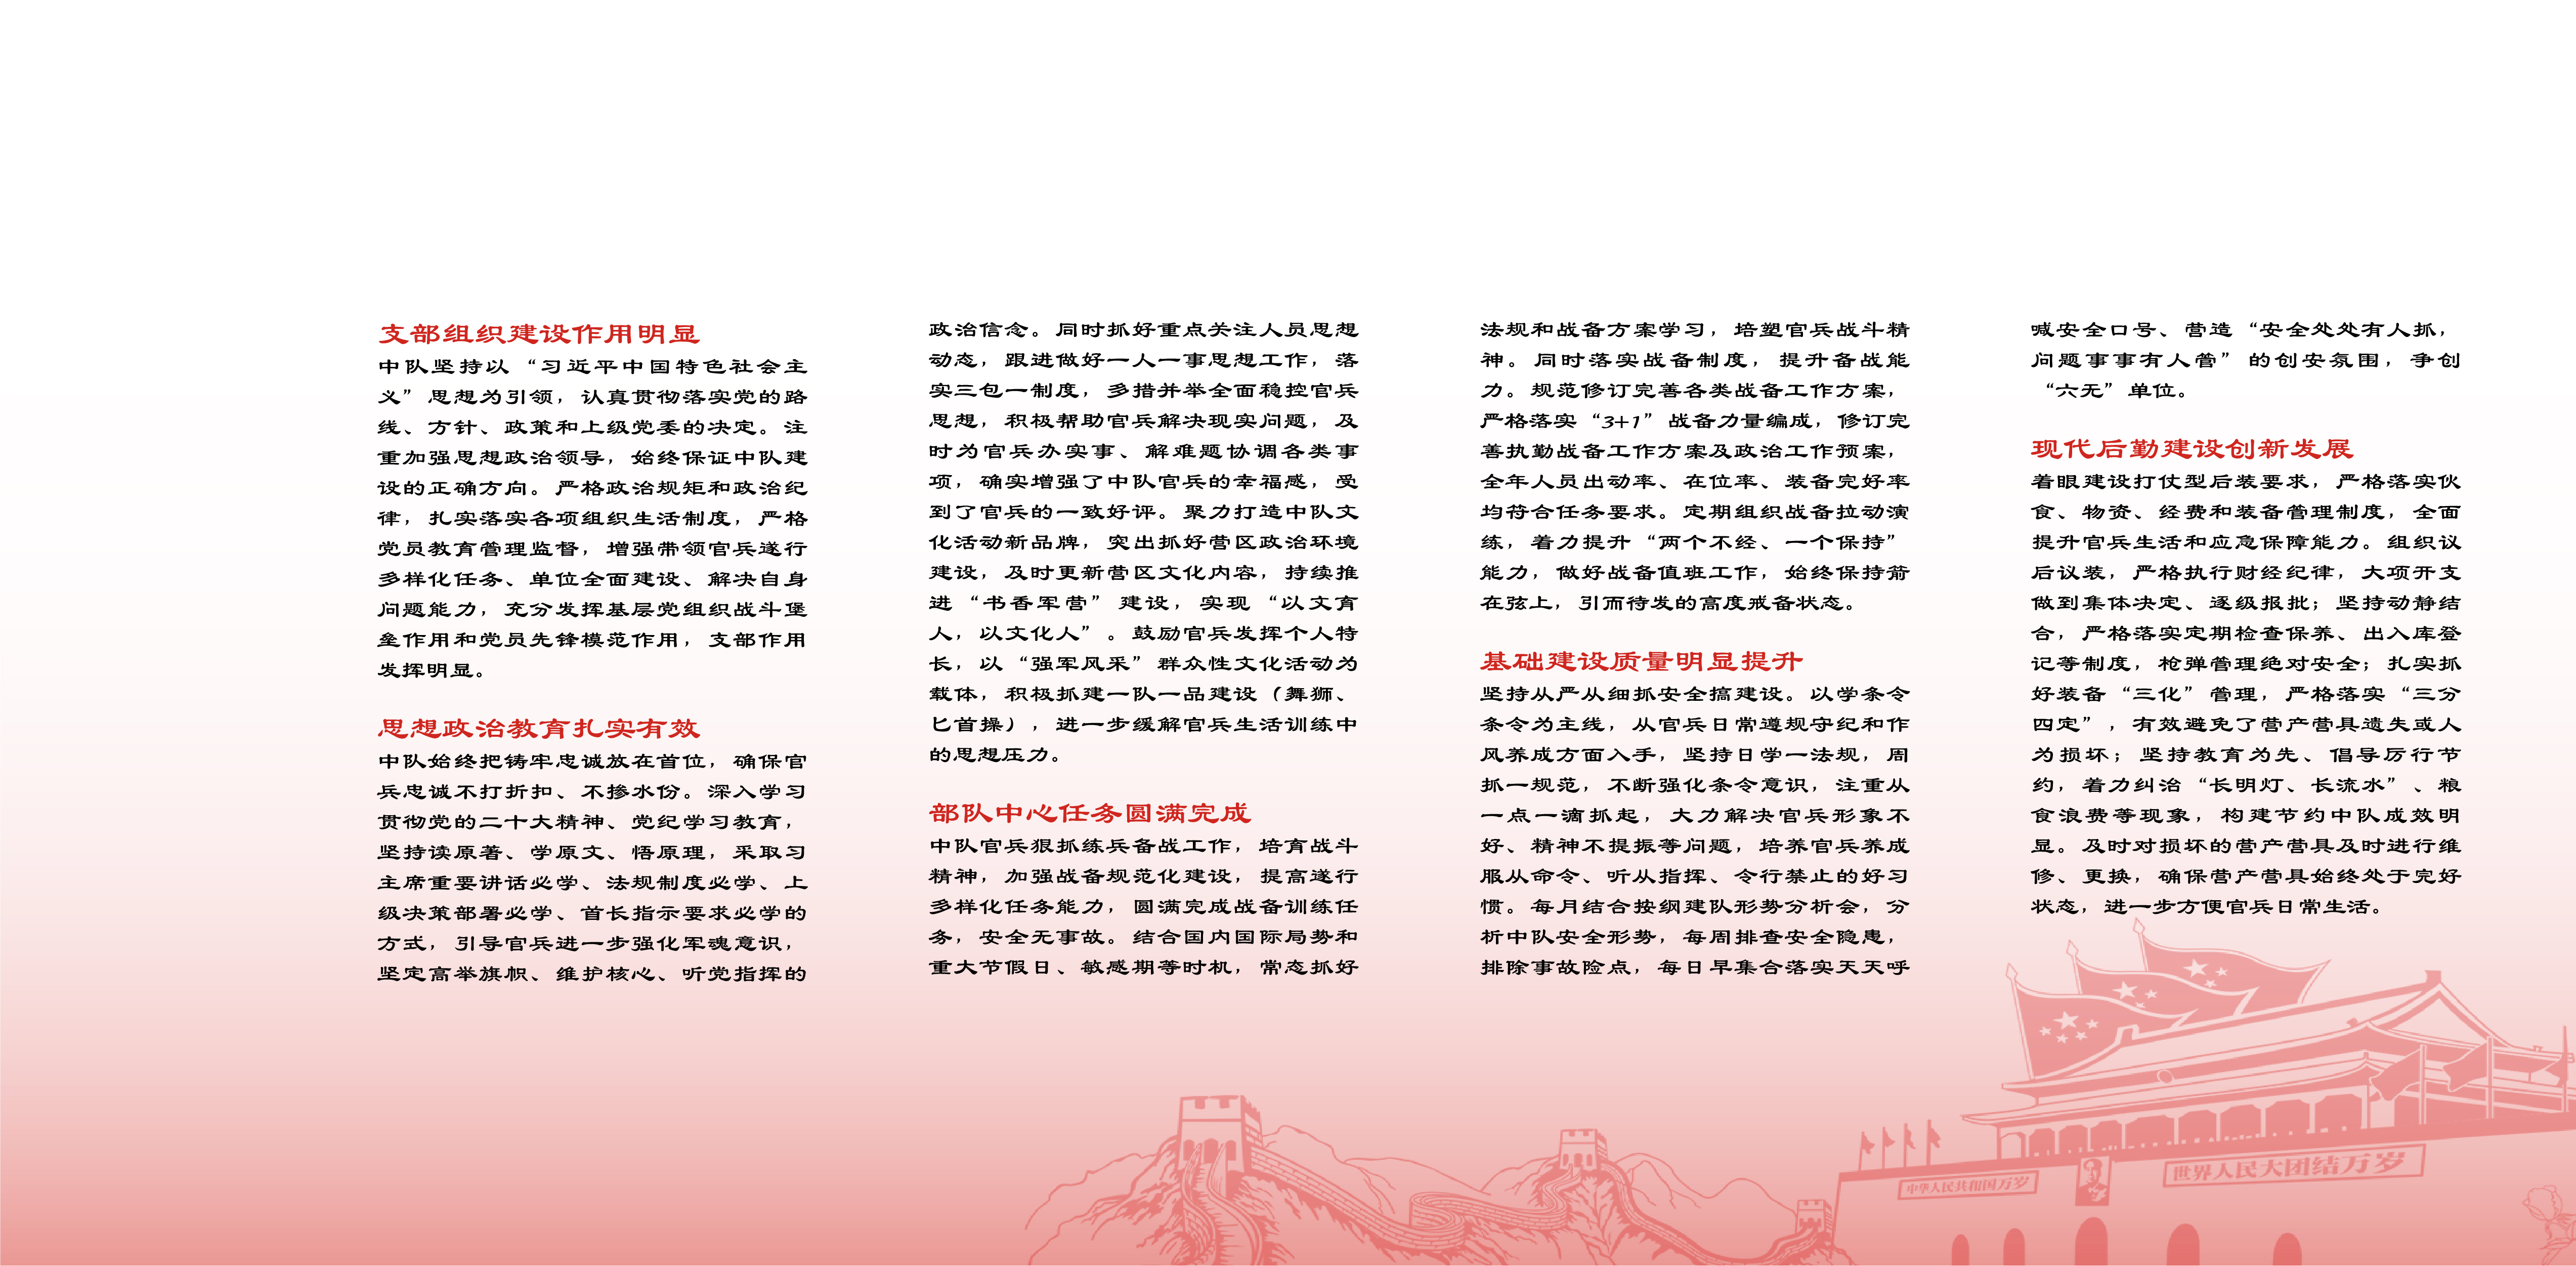 支部组织建设作用明显
中队坚持以“习近平中国特色社会主
义”思想为引领，认真贯彻落实党的路
线、方针、政策和上级党委的决定。注
重加强思想政治领导，始终保证中队建
设的正确方向。严格政治规矩和政治纪
律，扎实落实各项组织生活制度，严格
党员教育管理监督，增强带领官兵遂行
多样化任务、单位全面建设、解决自身
问题能力，充分发挥基层党组织战斗堡
垒作用和党员先锋模范作用，支部作用
发挥明显。
思想政治教育扎实有效
中队始终把铸牢忠诚放在首位，确保官
兵忠诚不打折扣、不掺水份。深入学习
贯彻党的二十大精神、党纪学习教育，
坚持读原著、学原文、悟原理，采取习
主席重要讲话必学、法规制度必学、上
级决策部署必学、首长指示要求必学的
方式，引导官兵进一步强化军魂意识，
坚定高举旗帜、维护核心、听党指挥的
政治信念。同时抓好重点关注人员思想
动态，跟进做好一人一事思想工作，落
实三包一制度，多措并举全面稳控官兵
思想，积极帮助官兵解决现实问题，及
时为官兵办实事、解难题协调各类事
项，确实增强了中队官兵的幸福感，受
到了官兵的一致好评。聚力打造中队文
化活动新品牌，突出抓好营区政治环境
建设，及时更新营区文化内容，持续推
进“书香军营”建设，实现“以文育
人，以文化人”。鼓励官兵发挥个人特
长，以“强军风采”群众性文化活动为
载体，积极抓建一队一品建设（舞狮、
匕首操），进一步缓解官兵生活训练中
的思想压力。
部队中心任务圆满完成
中队官兵狠抓练兵备战工作，培育战斗
精神，加强战备规范化建设，提高遂行
多样化任务能力，圆满完成战备训练任
务，安全无事故。结合国内国际局势和
重大节假日、敏感期等时机，常态抓好
法规和战备方案学习，培塑官兵战斗精
神。同时落实战备制度，提升备战能
力。规范修订完善各类战备工作方案，
严格落实“3+1”战备力量编成，修订完
善执勤战备工作方案及政治工作预案，
全年人员出动率、在位率、装备完好率
均符合任务要求。定期组织战备拉动演
练，着力提升“两个不经、一个保持”
能力，做好战备值班工作，始终保持箭
在弦上，引而待发的高度戒备状态。
基础建设质量明显提升
坚持从严从细抓安全搞建设。以学条令
条令为主线，从官兵日常遵规守纪和作
风养成方面入手，坚持日学一法规，周
抓一规范，不断强化条令意识，注重从
一点一滴抓起，大力解决官兵形象不
好、精神不提振等问题，培养官兵养成
服从命令、听从指挥、令行禁止的好习
惯。每月结合按纲建队形势分析会，分
析中队安全形势，每周排查安全隐患，
排除事故险点，每日早集合落实天天呼
喊安全口号、营造“安全处处有人抓，
问题事事有人管”的创安氛围，争创
“六无”单位。
现代后勤建设创新发展
着眼建设打仗型后装要求，严格落实伙
食、物资、经费和装备管理制度，全面
提升官兵生活和应急保障能力。组织议
后议装，严格执行财经纪律，大项开支
做到集体决定、逐级报批；坚持动静结
合，严格落实定期检查保养、出入库登
记等制度，枪弹管理绝对安全；扎实抓
好装备“三化”管理，严格落实“三分
四定”，有效避免了营产营具遗失或人
为损坏；坚持教育为先、倡导厉行节
约，着力纠治“长明灯、长流水”、粮
食浪费等现象，构建节约中队成效明
显。及时对损坏的营产营具及时进行维
修、更换，确保营产营具始终处于完好
状态，进一步方便官兵日常生活。
中华人民共和国万岁
世界人民大团结万岁